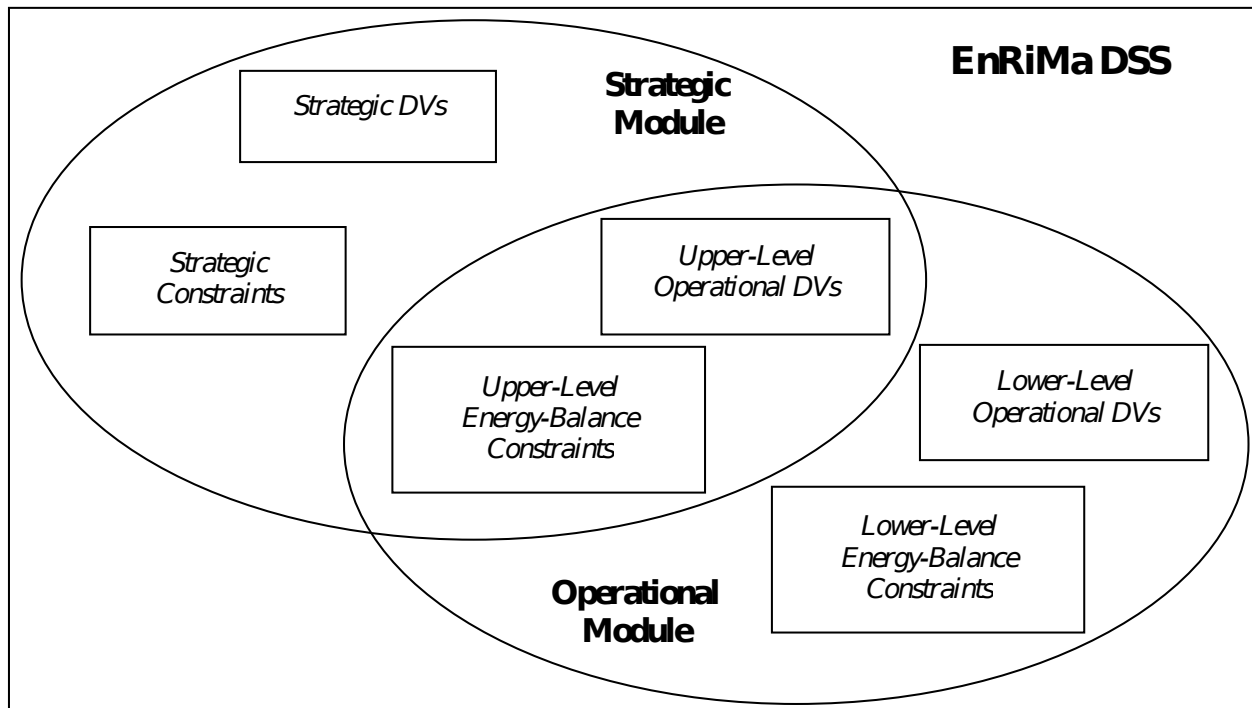 EnRiMa DSS
Strategic
Module
Strategic DVs
Strategic
Constraints
Upper-Level
Operational DVs
Upper-Level
Energy-Balance
Constraints
Lower-Level
Operational DVs
Lower-Level
Energy-Balance
Constraints
Operational
Module